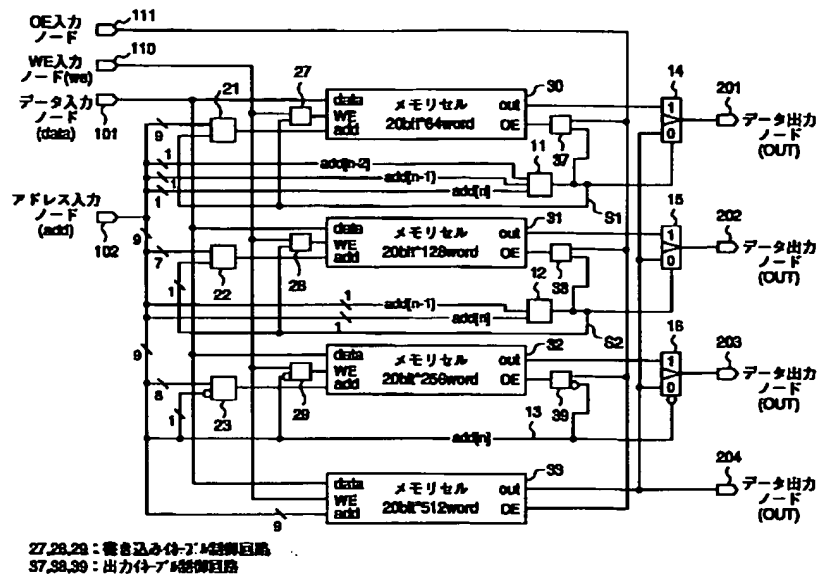 OE入力
ノード
111
WE入力
ノード(we)
110
データ入力
ノード
(data)
101
アドレス入力
ノード
(add)
102
9
21
27
data
WE
add
メモリセル
20bit*64word
out
OE
30
37
14
1
0
201
データ出力
ノード
(OUT)
1
add[n-2]
1
add[n-1]
1
add[n]
11
S1
9
7
22
28
data
WE
add
メモリセル
20bit*128word
out
OE
31
38
15
1
0
202
データ出力
ノード
(OUT)
1
1
add[n-1]
1
add[n]
12
S2
9
8
23
29
data
WE
add
メモリセル
20bit*256word
out
OE
32
39
16
1
0
203
データ出力
ノード
(OUT)
1
add[n]
13
data
WE
add
メモリセル
20bit*512word
out
OE
33
9
204
データ出力
ノード
(OUT)
27,28,29：書き込みイネーブル制御回路
37,38,39：出力イネーブル制御回路